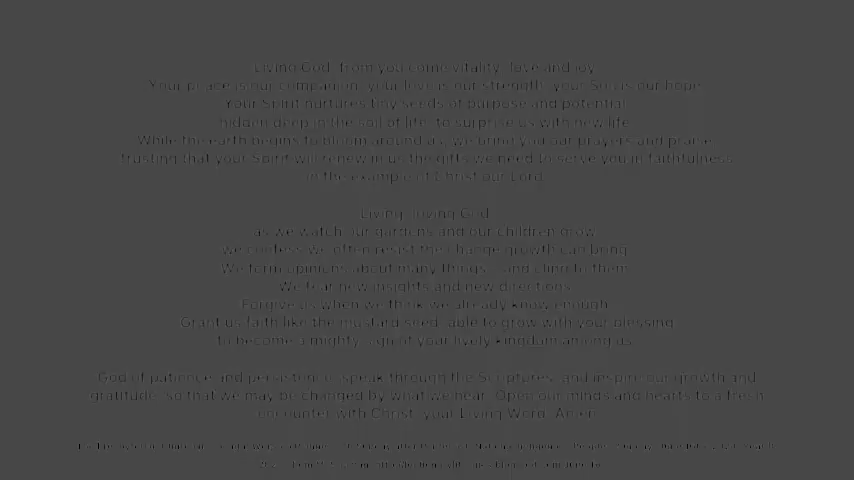 Living God, from you come vitality, love and joy.
Your peace is our companion, your love is our strength, your Son is our hope.
Your Spirit nurtures tiny seeds of purpose and potential
hidden deep in the soil of life, to surprise us with new life.
While the earth begins to bloom around us, we bring you our prayers and praise
trusting that your Spirit will renew in us the gifts we need to serve you in faithfulness
in the example of Christ our Lord.
Living, loving God
as we watch our gardens and our children grow,
we confess we often resist the change growth can bring.
We form opinions about many things and cling to them.
We fear new insights and new directions.
Forgive us when we think we already know enough.
Grant us faith like the mustard seed, able to grow with your blessing
to become a mighty sign of your lively kingdom among us.
God of patience and persistence, speak through the Scriptures, and inspire our growth and
gratitude, so that we may be changed by what we hear. Open our minds and hearts to a fresh
encounter with Christ, your Living Word. Amen.